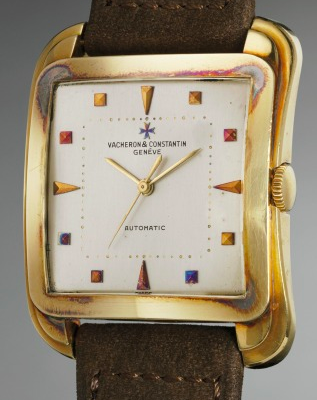 VACHERON & CONSTANTIN
GENÈVE
AUTOMATIC